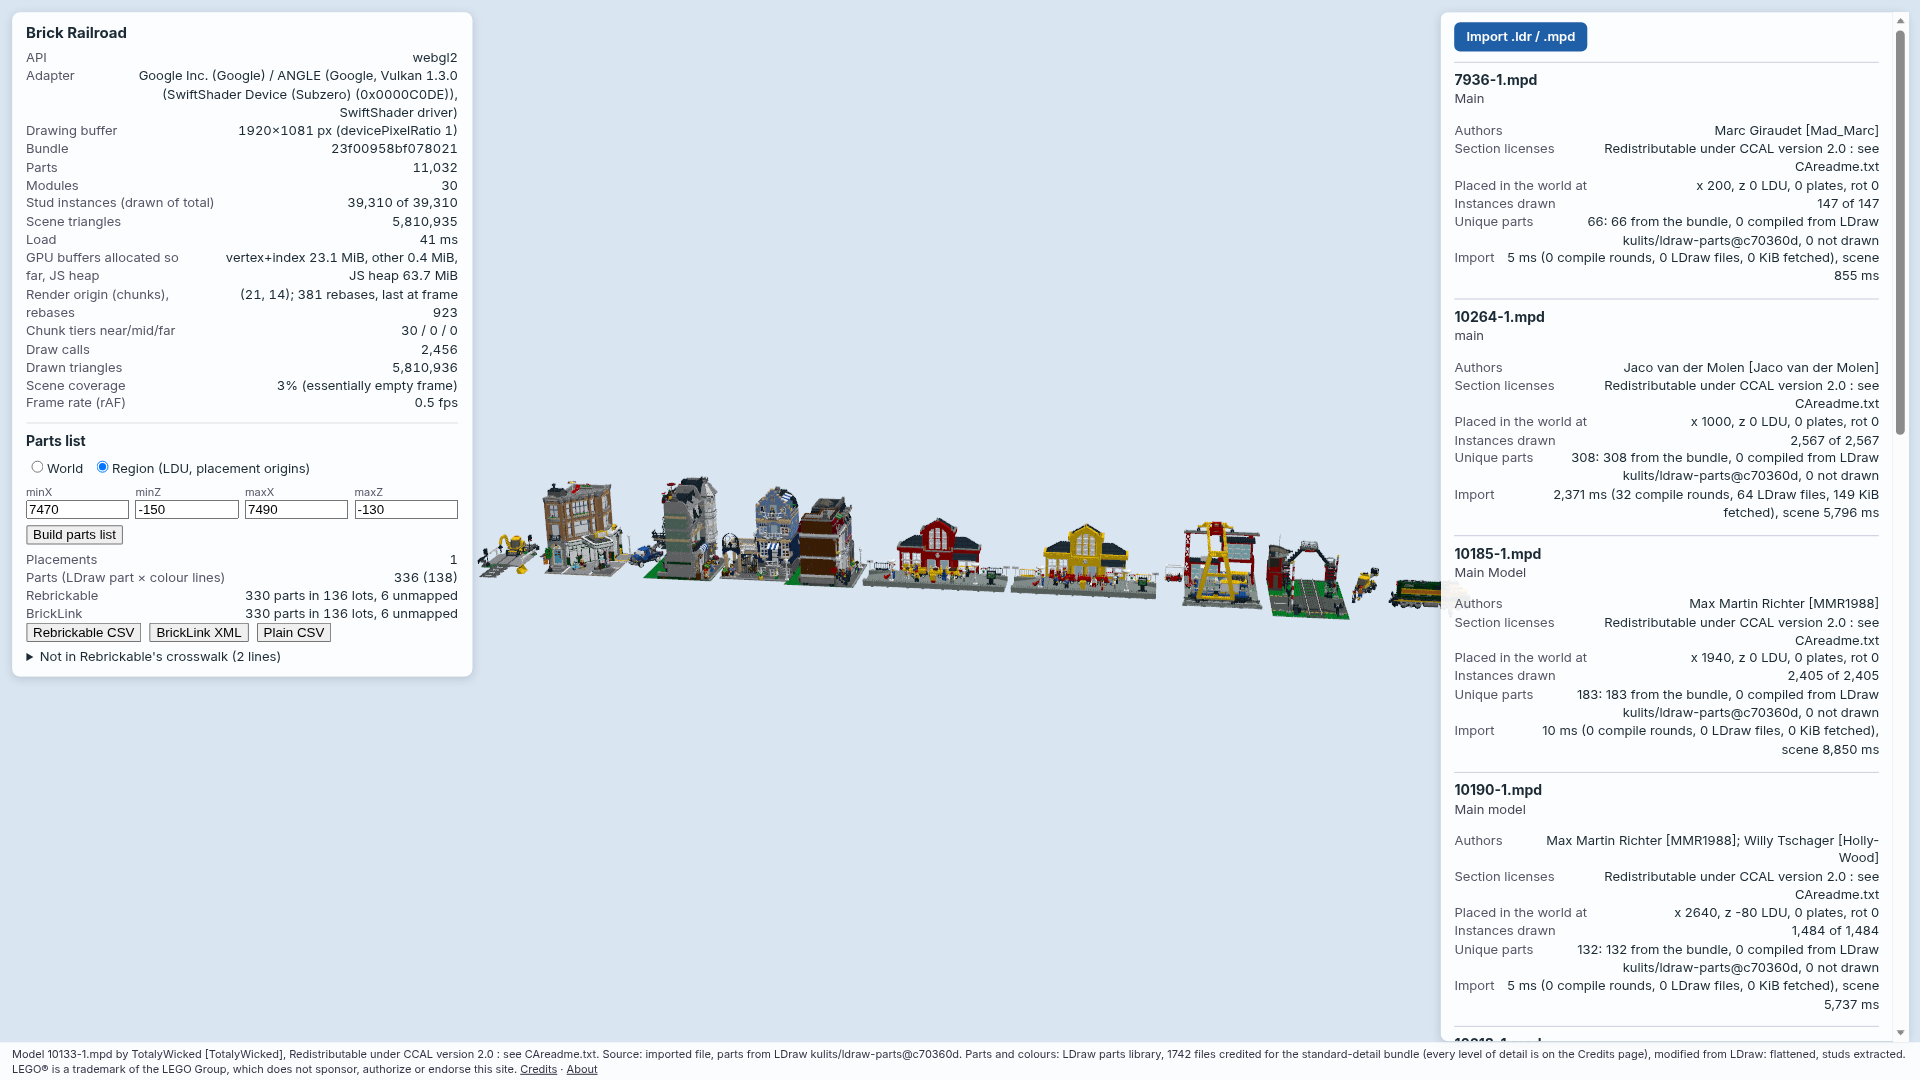 Brick Railroad
API webgl2
Adapter Google Inc. (Google) / ANGLE (Google, Vulkan 1.3.0
(SwiftShader Device (Subzero) (0x0000C0DE)),
SwiftShader driver)
Drawing buffer 1920×1081 px (devicePixelRatio 1)
Bundle 23f00958bf078021
Parts 11,032
Modules 30
Stud instances (drawn of total) 39,310 of 39,310
Scene triangles 5,810,935
Load 41 ms
GPU buffers allocated so vertex+index 23.1 MiB, other 0.4 MiB,
far, JS heap JS heap 63.7 MiB
Render origin (chunks), (21, 14); 381 rebases, last at frame
rebases 923
Chunk tiers near/mid/far 30 / 0 / 0
Draw calls 2,456
Drawn triangles 5,810,936
Scene coverage 3% (essentially empty frame)
Frame rate (rAF) 0.5 fps
Parts list
World Region (LDU, placement origins)
minX minZ maxX maxZ
7470 -150 7490 -130
Build parts list
Placements 1
Parts (LDraw part × colour lines) 336 (138)
Rebrickable 330 parts in 136 lots, 6 unmapped
BrickLink 330 parts in 136 lots, 6 unmapped
Rebrickable CSV BrickLink XML Plain CSV
▶ Not in Rebrickable's crosswalk (2 lines)
Import .ldr / .mpd
7936-1.mpd
Main
Authors Marc Giraudet [Mad_Marc]
Section licenses Redistributable under CCAL version 2.0 : see
CAreadme.txt
Placed in the world at x 200, z 0 LDU, 0 plates, rot 0
Instances drawn 147 of 147
Unique parts 66: 66 from the bundle, 0 compiled from LDraw
kulits/ldraw-parts@c70360d, 0 not drawn
Import 5 ms (0 compile rounds, 0 LDraw files, 0 KiB fetched), scene
855 ms
10264-1.mpd
main
Authors Jaco van der Molen [Jaco van der Molen]
Section licenses Redistributable under CCAL version 2.0 : see
CAreadme.txt
Placed in the world at x 1000, z 0 LDU, 0 plates, rot 0
Instances drawn 2,567 of 2,567
Unique parts 308: 308 from the bundle, 0 compiled from LDraw
kulits/ldraw-parts@c70360d, 0 not drawn
Import 2,371 ms (32 compile rounds, 64 LDraw files, 149 KiB
fetched), scene 5,796 ms
10185-1.mpd
Main Model
Authors Max Martin Richter [MMR1988]
Section licenses Redistributable under CCAL version 2.0 : see
CAreadme.txt
Placed in the world at x 1940, z 0 LDU, 0 plates, rot 0
Instances drawn 2,405 of 2,405
Unique parts 183: 183 from the bundle, 0 compiled from LDraw
kulits/ldraw-parts@c70360d, 0 not drawn
Import 10 ms (0 compile rounds, 0 LDraw files, 0 KiB fetched),
scene 8,850 ms
10190-1.mpd
Main model
Authors Max Martin Richter [MMR1988]; Willy Tschager [Holly-
Wood]
Section licenses Redistributable under CCAL version 2.0 : see
CAreadme.txt
Placed in the world at x 2640, z -80 LDU, 0 plates, rot 0
Instances drawn 1,484 of 1,484
Unique parts 132: 132 from the bundle, 0 compiled from LDraw
kulits/ldraw-parts@c70360d, 0 not drawn
Import 5 ms (0 compile rounds, 0 LDraw files, 0 KiB fetched), scene
5,737 ms
Model 10133-1.mpd by TotalyWicked [TotalyWicked], Redistributable under CCAL version 2.0 : see CAreadme.txt. Source: imported file, parts from LDraw kulits/ldraw-parts@c70360d. Parts and colours: LDraw parts library, 1742 files credited for the standard-detail bundle (every level of detail is on the Credits page), modified from LDraw: flattened, studs extracted.
LEGO® is a trademark of the LEGO Group, which does not sponsor, authorize or endorse this site. Credits · About